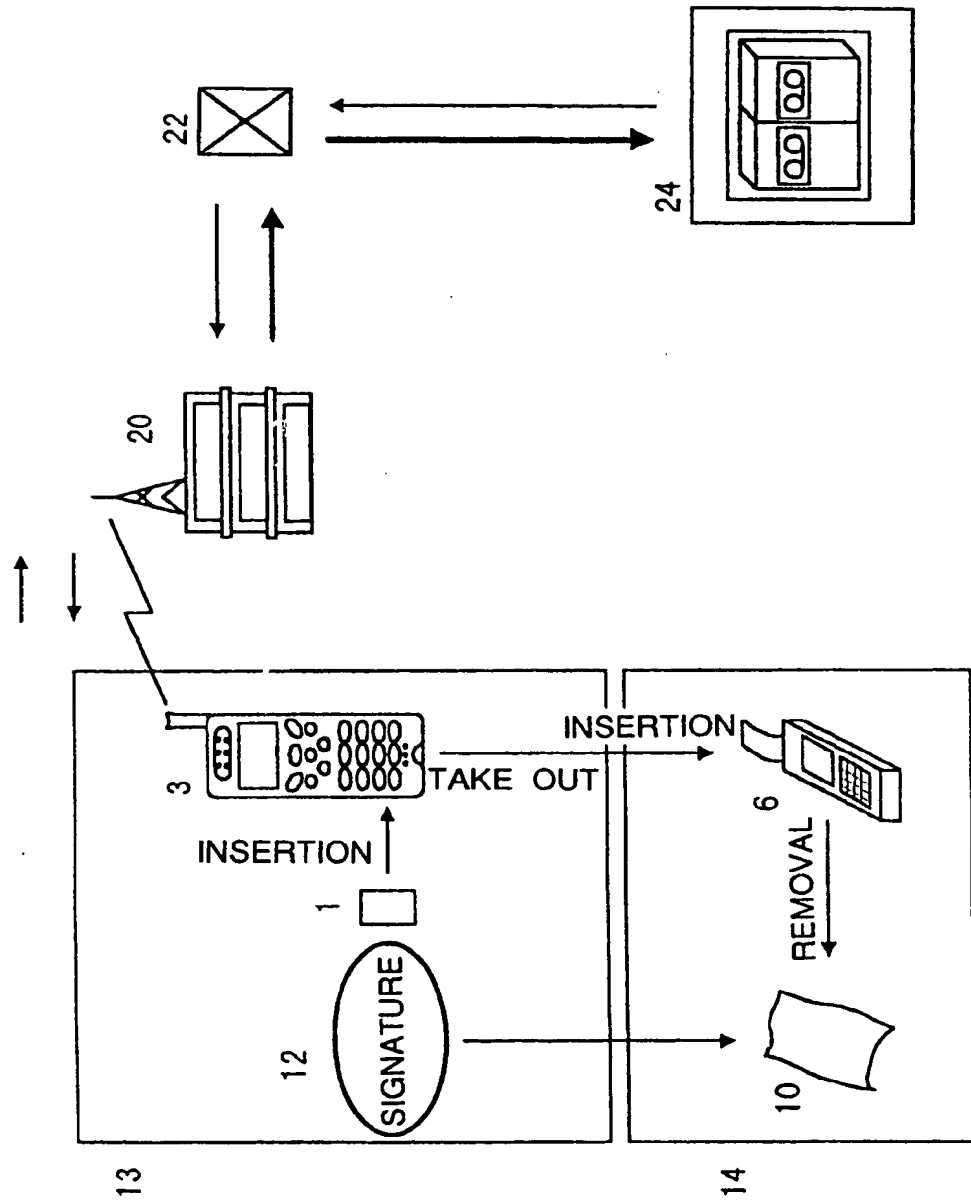 22
24
20
3
INSERTION
TAKE OUT
INSERTION
1
12
SIGNATURE
6
REMOVAL
10
13
14